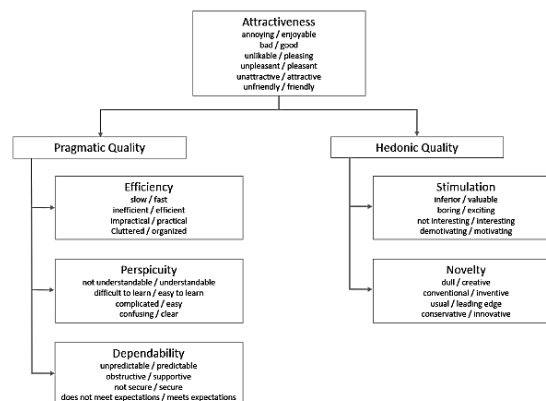 Attractiveness
annoying / enjoyable
bad / good
unlikable / pleasing
unpleasant / pleasant
unattractive / attractive
unfriendly / friendly
Pragmatic Quality
Hedonic Quality
Efficiency
slow / fast
inefficient / efficient
Impractical / practical
Cluttered / organized
Stimulation
inferior / valuable
boring / exciting
not interesting / interesting
demotivating / motivating
Perspicuity
not understandable / understandable
difficult to learn / easy to learn
complicated / easy
confusing / clear
Novelty
dull / creative
conventional / inventive
usual / leading edge
conservative / innovative
Dependability
unpredictable / predictable
obstructive / supportive
not secure / secure
does not meet expectations / meets expectations